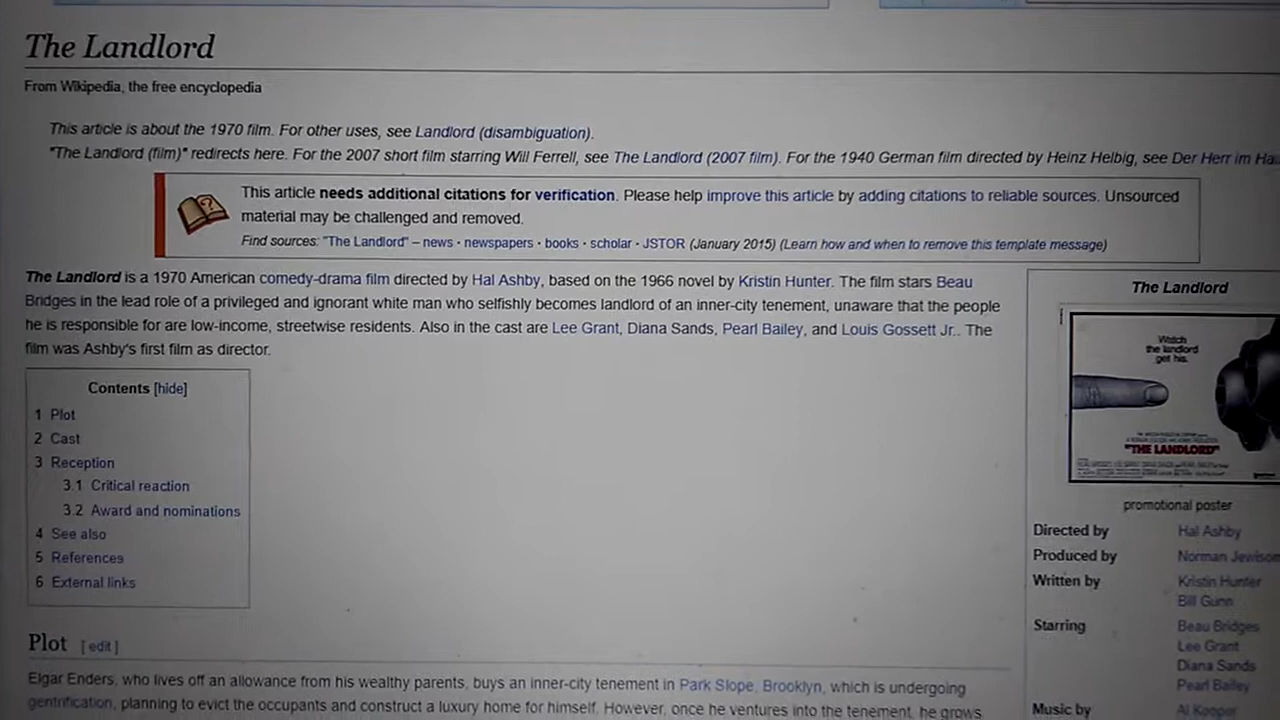 The Landlord
From Wikipedia, the free encyclopedia
This article is about the 1970 film. For other uses, see Landlord (disambiguation).
"The Landlord (film)" redirects here. For the 2007 short film starring Will Ferrell, see The Landlord (2007 film). For the 1940 German film directed by Heinz Helbig, see Der Herr im
This article needs additional citations for verification. Please help improve this article by adding citations to reliable sources. Unsourced
material may be challenged and removed.
Find sources: "The Landlord" – news · newspapers · books · scholar · JSTOR (January 2015) (Learn how and when to remove this template message)
The Landlord is a 1970 American comedy-drama film directed by Hal Ashby, based on the 1966 novel by Kristin Hunter. The film stars Beau
Bridges in the lead role of a privileged and ignorant white man who selfishly becomes landlord of an inner-city tenement, unaware that the people
he is responsible for are low-income, streetwise residents. Also in the cast are Lee Grant, Diana Sands, Pearl Bailey, and Louis Gossett Jr.. The
film was Ashby's first film as director.
Contents [hide]
1 Plot
2 Cast
3 Reception
3.1 Critical reaction
3.2 Award and nominations
4 See also
5 References
6 External links
The Landlord
Watch
the landlord
get his.
"THE LANDLORD"
promotional poster
Directed by Hal Ashby
Produced by Norman Jewison
Written by Kristin Hunter
Bill Gunn
Starring Beau Bridges
Lee Grant
Diana Sands
Pearl Bailey
Music by Al Kooper
Plot [ edit ]
Elgar Enders, who lives off an allowance from his wealthy parents, buys an inner-city tenement in Park Slope, Brooklyn, which is undergoing
gentrification, planning to evict the occupants and construct a luxury home for himself. However, once he ventures into the tenement, he grows